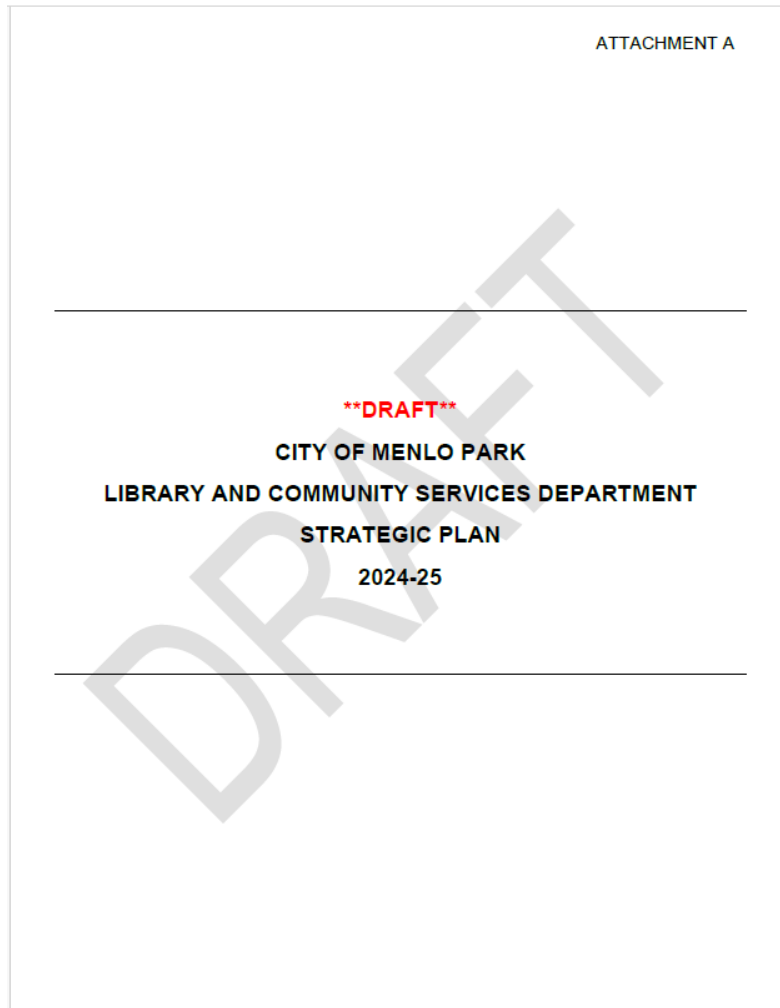 ATTACHMENT A
**DRAFT**
CITY OF MENLO PARK
LIBRARY AND COMMUNITY SERVICES DEPARTMENT
STRATEGIC PLAN
2024-25
DRAFT